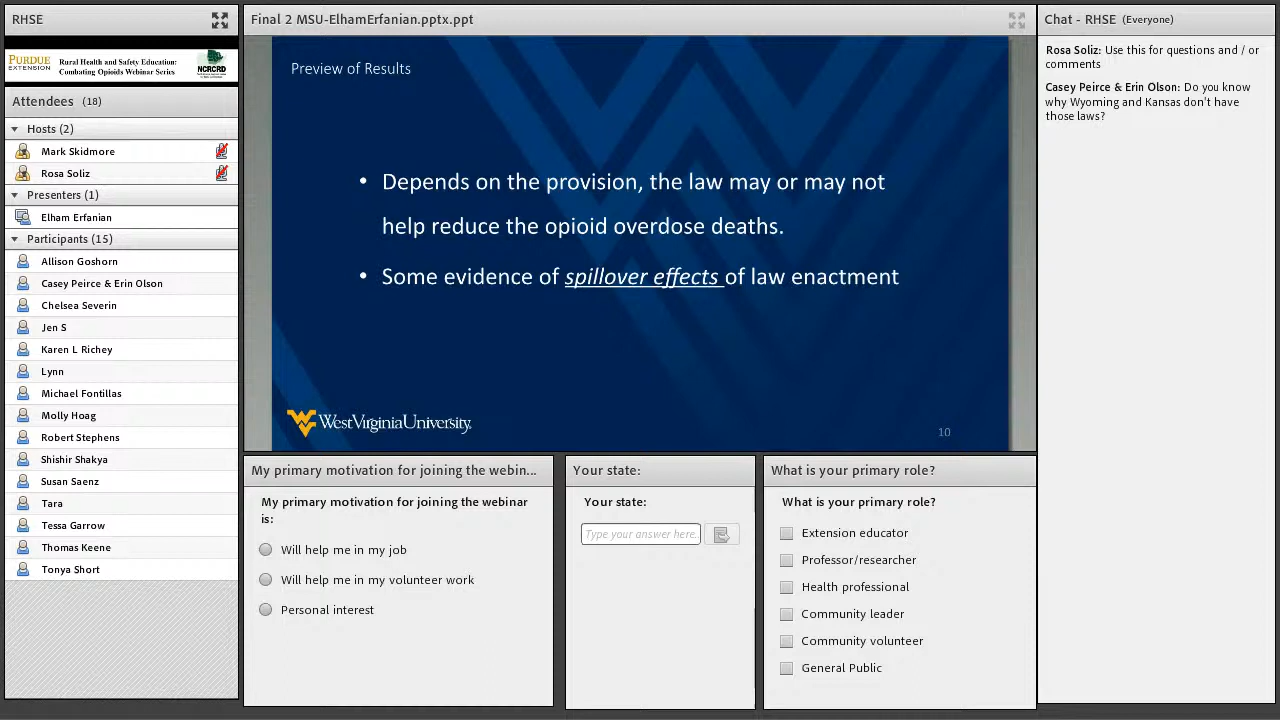 RHSE
PURDUE
EXTENSION
Rural Health and Safety Education:
Combating Opioids Webinar Series
NCRCRD
Attendees (18)
Hosts (2)
Mark Skidmore
Rosa Soliz
Presenters (1)
Elham Erfanian
Participants (15)
Allison Goshorn
Casey Peirce & Erin Olson
Chelsea Severin
Jen S
Karen L Richey
Lynn
Michael Fontillas
Molly Hoag
Robert Stephens
Shishir Shakya
Susan Saenz
Tara
Tessa Garrow
Thomas Keene
Tonya Short
Final 2 MSU-ElhamErfanian.pptx.ppt
Preview of Results
• Depends on the provision, the law may or may not
help reduce the opioid overdose deaths.
• Some evidence of spillover effects of law enactment
WestVirginiaUniversity.
10
My primary motivation for joining the webin...
My primary motivation for joining the webinar
is:
Will help me in my job
Will help me in my volunteer work
Personal interest
Your state:
Your state:
Type your answer here..
What is your primary role?
What is your primary role?
Extension educator
Professor/researcher
Health professional
Community leader
Community volunteer
General Public
Chat - RHSE (Everyone)
Rosa Soliz: Use this for questions and / or
comments
Casey Peirce & Erin Olson: Do you know
why Wyoming and Kansas don't have
those laws?